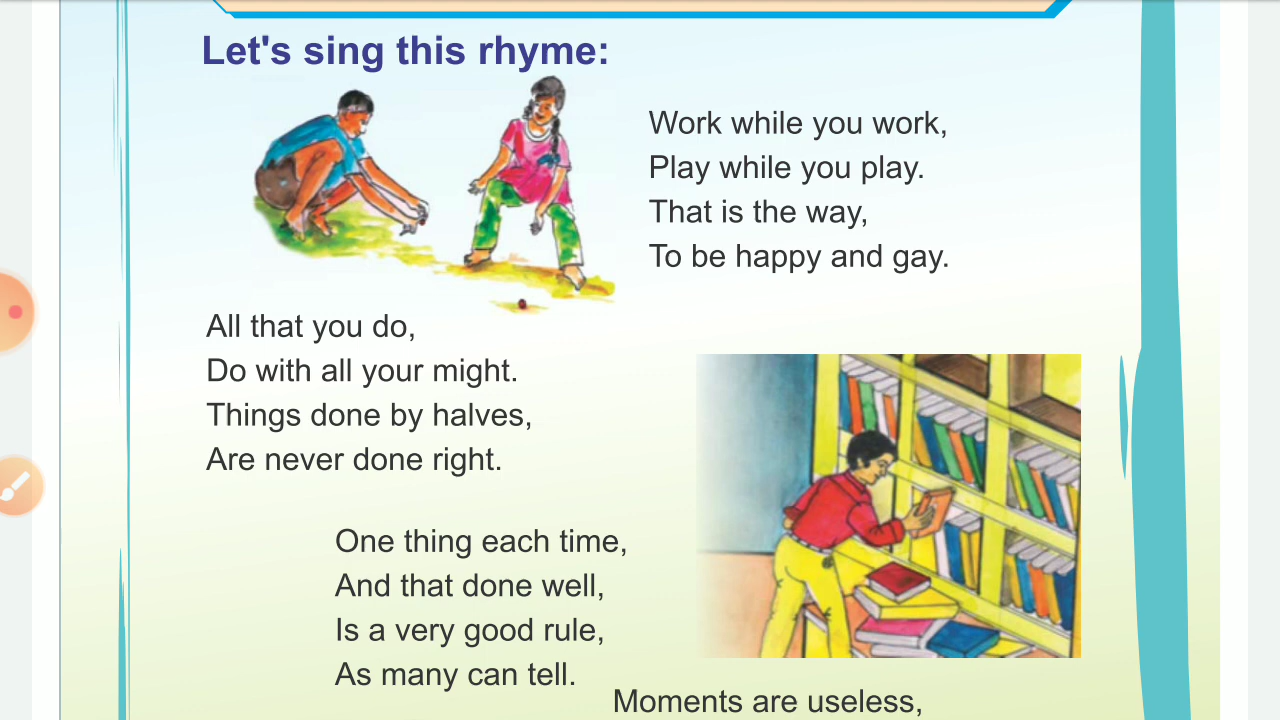 Let's sing this rhyme:
Work while you work,
Play while you play.
That is the way,
To be happy and gay.
All that you do,
Do with all your might.
Things done by halves,
Are never done right.
One thing each time,
And that done well,
Is a very good rule,
As many can tell.
Moments are useless,